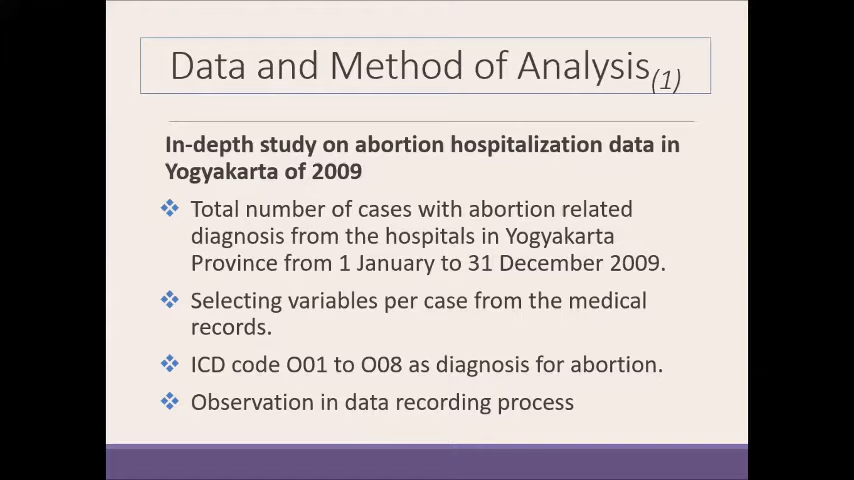 Data and Method of Analysis(1)
In-depth study on abortion hospitalization data in
Yogyakarta of 2009
Total number of cases with abortion related
diagnosis from the hospitals in Yogyakarta
Province from 1 January to 31 December 2009.
Selecting variables per case from the medical
records.
ICD code O01 to O08 as diagnosis for abortion.
Observation in data recording process